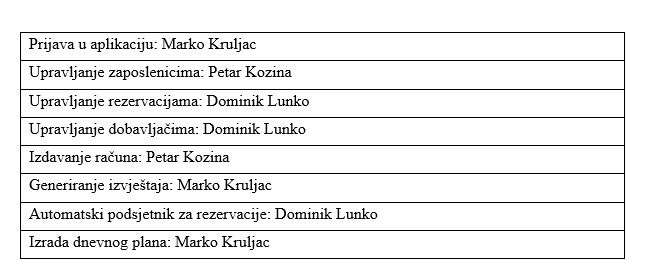 Prijava u aplikaciju: Marko Kruljac
Upravljanje zaposlenicima: Petar Kozina
Upravljanje rezervacijama: Dominik Lunko
Upravljanje dobavljačima: Dominik Lunko
Izdavanje računa: Petar Kozina
Generiranje izvještaja: Marko Kruljac
Automatski podsjetnik za rezervacije: Dominik Lunko
Izrada dnevnog plana: Marko Kruljac